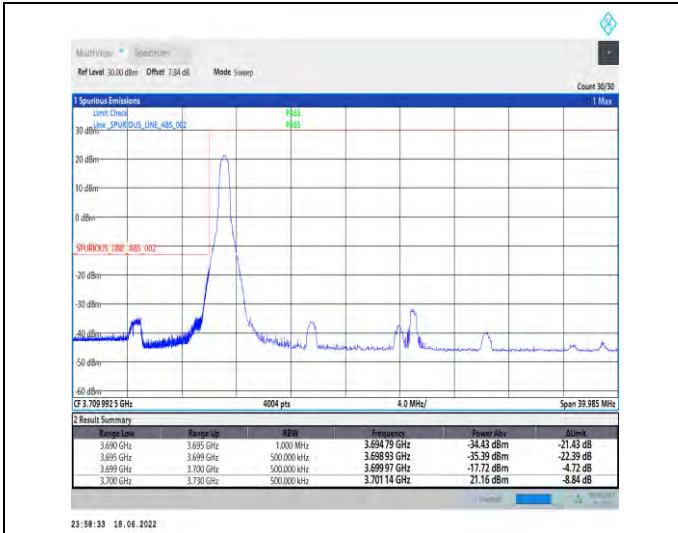 MultiView Spectrum
Ref Level 30.00 dBm Offset 7.84 dB Mode Sweep
Count 30/30
1 Spurious Emissions 1 Max
Limit Check PASS
Line _SPURIOUS_LINE_ABS_002 PASS
30 dBm
20 dBm
10 dBm
0 dBm
SPURIOUS_LINE_ABS_002
-20 dBm
-30 dBm
-40 dBm
-50 dBm
-60 dBm
CF 3.709 992 5 GHz 4004 pts 4.0 MHz/ Span 39.985 MHz
2 Result Summary
Range Low Range Up RBW Frequency Power Abs ΔLimit
3.690 GHz 3.695 GHz 1.000 MHz 3.694 79 GHz -34.43 dBm -21.43 dB
3.695 GHz 3.699 GHz 500.000 kHz 3.698 93 GHz -35.39 dBm -22.39 dB
3.699 GHz 3.700 GHz 500.000 kHz 3.699 97 GHz -17.72 dBm -4.72 dB
3.700 GHz 3.730 GHz 500.000 kHz 3.701 14 GHz 21.16 dBm -8.84 dB
23:58:33 18.06.2022